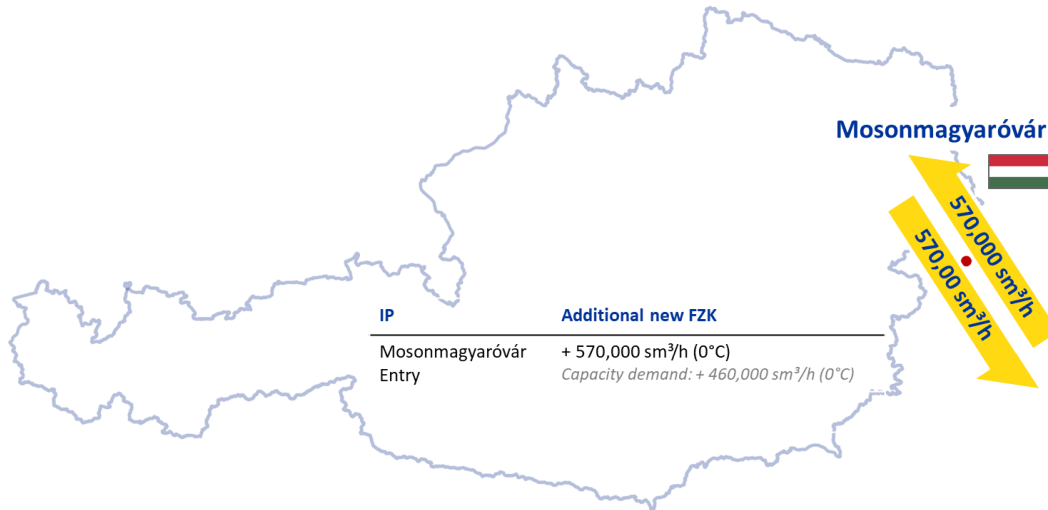 Mosonmagyaróvár
570,000 sm³/h
570,00 sm³/h
IP Additional new FZK
Mosonmagyaróvár + 570,000 sm³/h (0°C)
Entry Capacity demand: + 460,000 sm³/h (0°C)